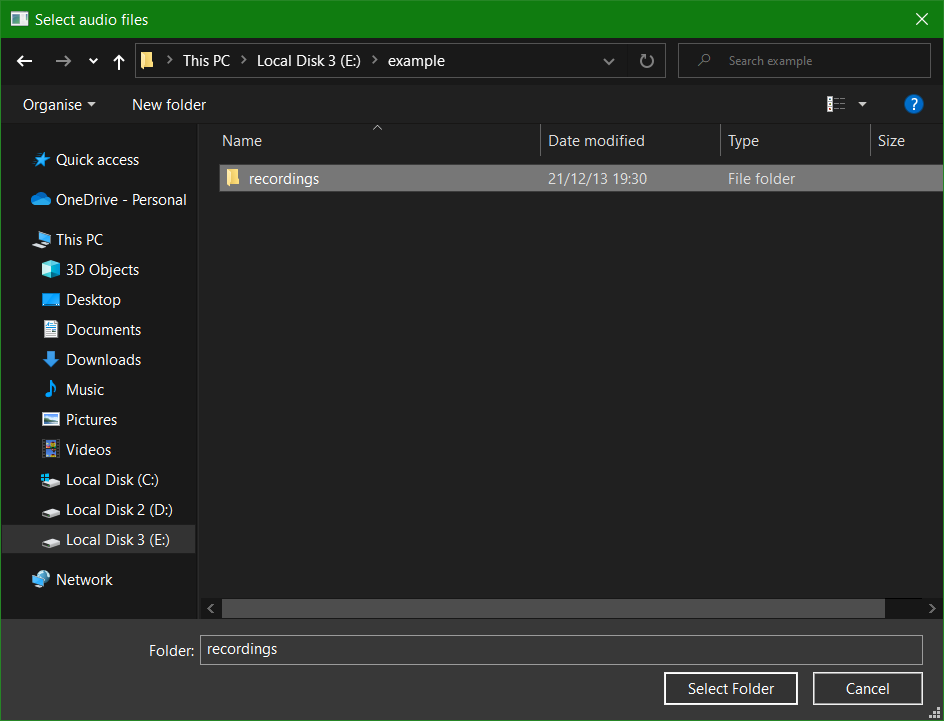 Select audio files
This PC > Local Disk 3 (E:) > example
Search example
Organise
New folder
?
Name
Date modified
Type
Size
recordings
21/12/13 19:30
File folder
Quick access
OneDrive - Personal
This PC
3D Objects
Desktop
Documents
Downloads
Music
Pictures
Videos
Local Disk (C:)
Local Disk 2 (D:)
Local Disk 3 (E:)
Network
Folder: recordings
Select Folder
Cancel